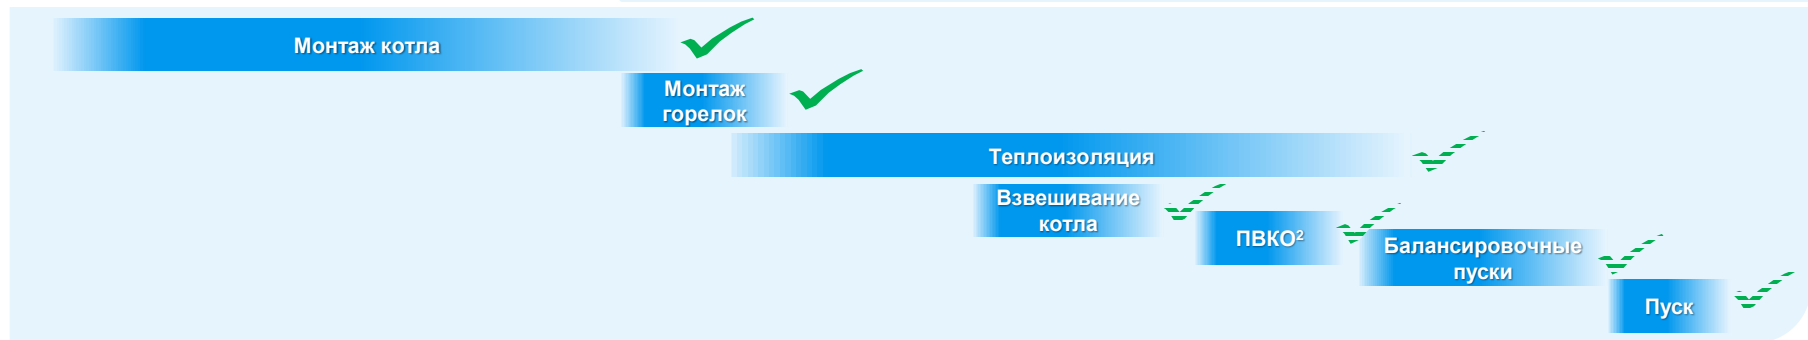 Монтаж котла
Монтаж
горелок
Теплоизоляция
Взвешивание
котла
ПВКО²
Балансировочные
пуски
Пуск